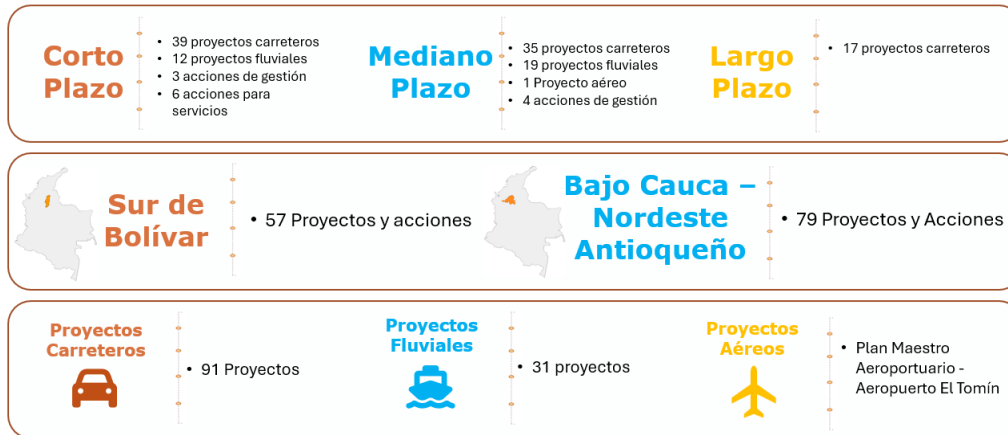 Corto
Plazo
• 39 proyectos carreteros
• 12 proyectos fluviales
• 3 acciones de gestión
• 6 acciones para
servicios
Mediano
Plazo
• 35 proyectos carreteros
• 19 proyectos fluviales
• 1 Proyecto aéreo
• 4 acciones de gestión
Largo
Plazo
• 17 proyectos carreteros
Sur de
Bolívar
• 57 Proyectos y acciones
Bajo Cauca –
Nordeste
Antioqueño
• 79 Proyectos y Acciones
Proyectos
Carreteros
• 91 Proyectos
Proyectos
Fluviales
• 31 proyectos
Proyectos
Aéreos
• Plan Maestro
Aeroportuario -
Aeropuerto El Tomín